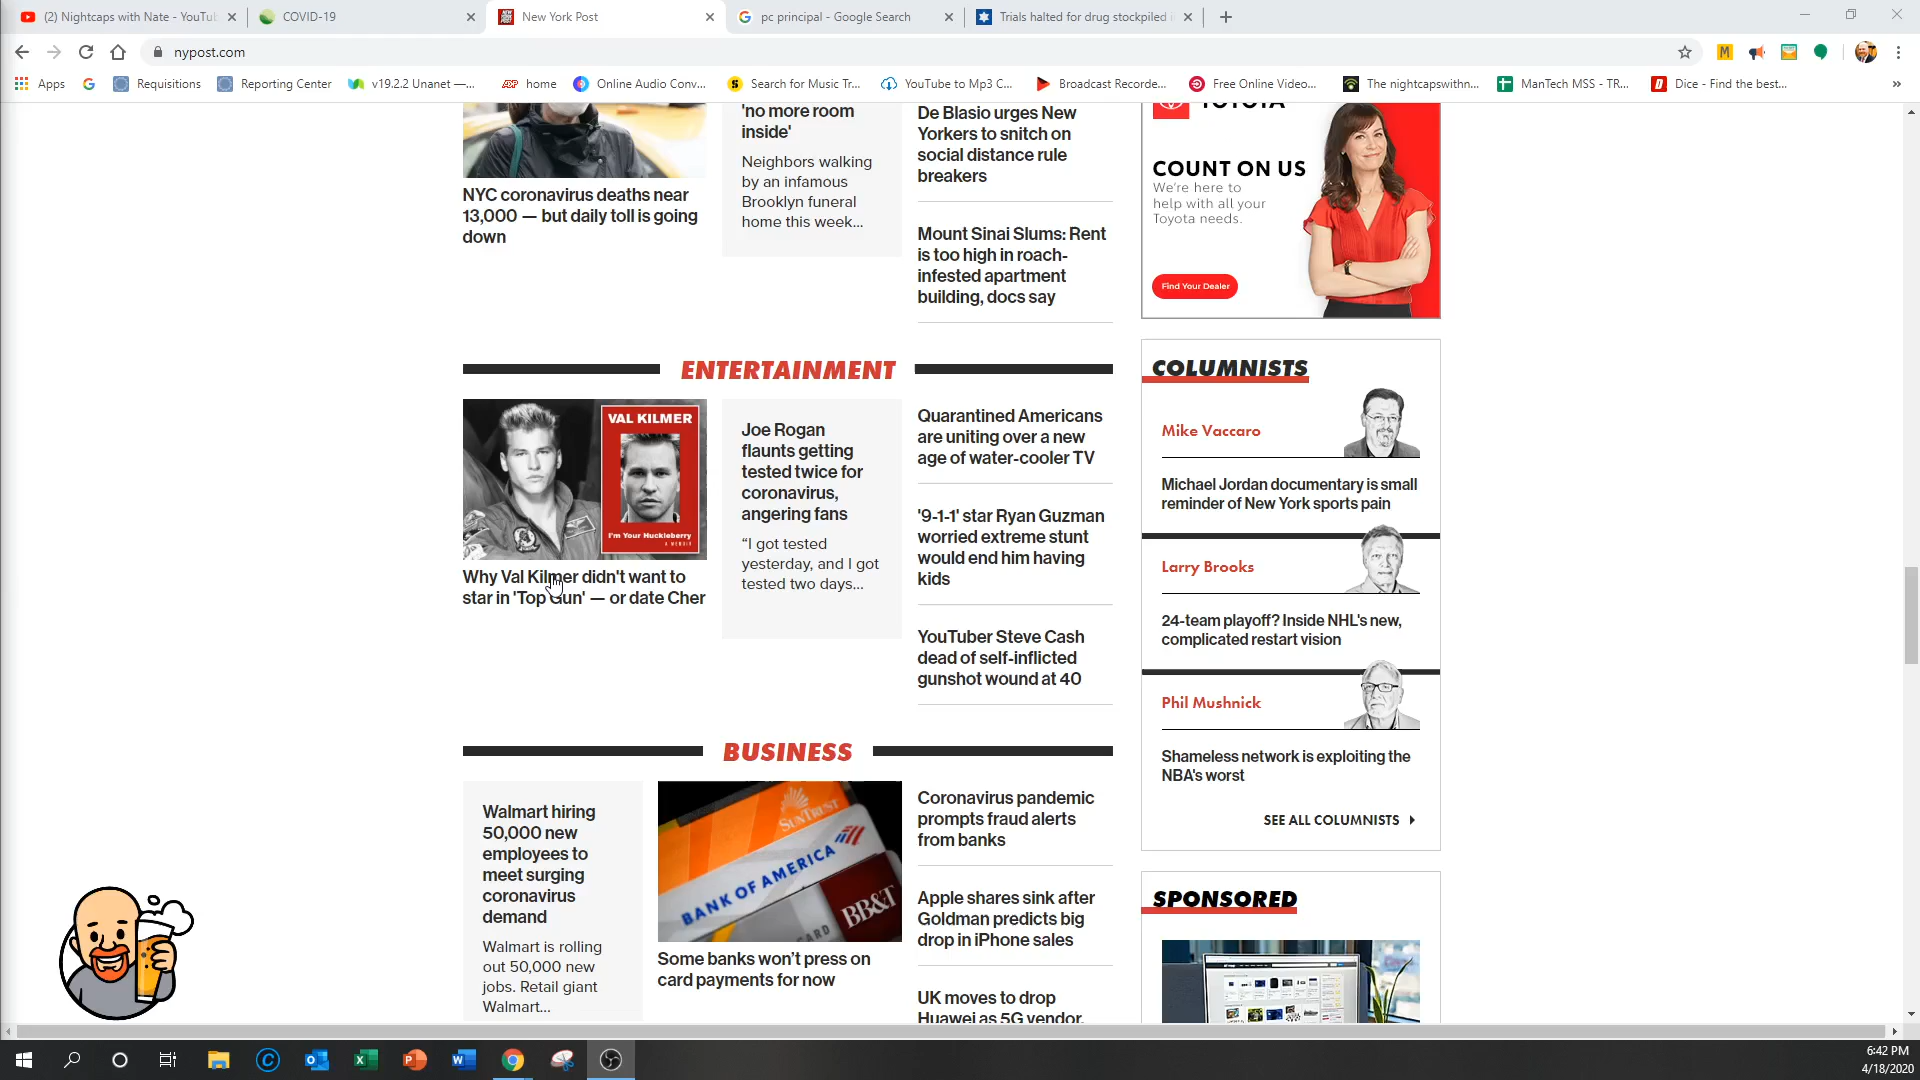 (2) Nightcaps with Nate - YouTu
COVID-19
New York Post
pc principal - Google Search
Trials halted for drug stockpiled i
nypost.com
Apps
Requisitions
Reporting Center
v19.2.2 Unanet —...
home
Online Audio Conv...
Search for Music Tr...
YouTube to Mp3 C...
Broadcast Recorde...
Free Online Video...
The nightcapswithn...
ManTech MSS - TR...
Dice - Find the best...
NYC coronavirus deaths near
13,000 — but daily toll is going
down
'no more room
inside'
Neighbors walking
by an infamous
Brooklyn funeral
home this week...
De Blasio urges New
Yorkers to snitch on
social distance rule
breakers
Mount Sinai Slums: Rent
is too high in roach-
infested apartment
building, docs say
TOYOTA
COUNT ON US
We're here to
help with all your
Toyota needs.
Find Your Dealer
ENTERTAINMENT
VAL KILMER
I'm Your Huckleberry
A MEMOIR
Why Val Kilmer didn't want to
star in 'Top Gun' — or date Cher
Joe Rogan
flaunts getting
tested twice for
coronavirus,
angering fans
“I got tested
yesterday, and I got
tested two days...
Quarantined Americans
are uniting over a new
age of water-cooler TV
'9-1-1' star Ryan Guzman
worried extreme stunt
would end him having
kids
YouTuber Steve Cash
dead of self-inflicted
gunshot wound at 40
COLUMNISTS
Mike Vaccaro
Michael Jordan documentary is small
reminder of New York sports pain
Larry Brooks
24-team playoff? Inside NHL's new,
complicated restart vision
Phil Mushnick
Shameless network is exploiting the
NBA's worst
SEE ALL COLUMNISTS
BUSINESS
Walmart hiring
50,000 new
employees to
meet surging
coronavirus
demand
Walmart is rolling
out 50,000 new
jobs. Retail giant
Walmart...
SUNTRUST
BANK OF AMERICA
BB&T
CARD
Some banks won’t press on
card payments for now
Coronavirus pandemic
prompts fraud alerts
from banks
Apple shares sink after
Goldman predicts big
drop in iPhone sales
UK moves to drop
Huawei as 5G vendor,
SPONSORED
6:42 PM
4/18/2020